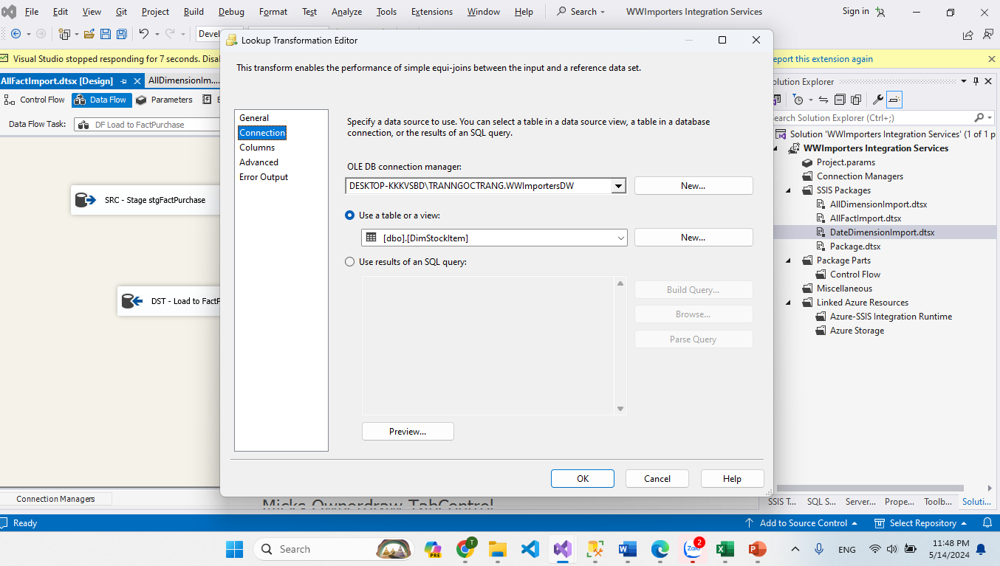 File Edit View Git Project Build Debug Format Test Analyze Tools Extensions Window Help Search WWImporters Integration Services Sign in
Devel
Visual Studio stopped responding for 7 seconds. Disa
eport this extension again
AllFactImport.dtsx [Design] AllDimensionIm....
Control Flow Data Flow Parameters E
Data Flow Task: DF Load to FactPurchase
SRC - Stage stgFactPurchase
DST - Load to FactP
Lookup Transformation Editor
This transform enables the performance of simple equi-joins between the input and a reference data set.
General
Connection
Columns
Advanced
Error Output
Specify a data source to use. You can select a table in a data source view, a table in a database
connection, or the results of an SQL query.
OLE DB connection manager:
DESKTOP-KKKVSBD\TRANNGOCTRANG.WWImportersDW New...
Use a table or a view:
[dbo].[DimStockItem] New...
Use results of an SQL query:
Build Query...
Browse...
Parse Query
Preview...
OK Cancel Help
olution Explorer
earch Solution Explorer (Ctrl+;)
Solution 'WWImporters Integration Services' (1 of 1 p
WWImporters Integration Services
Project.params
Connection Managers
SSIS Packages
AllDimensionImport.dtsx
AllFactImport.dtsx
DateDimensionImport.dtsx
Package.dtsx
Package Parts
Control Flow
Miscellaneous
Linked Azure Resources
Azure-SSIS Integration Runtime
Azure Storage
Connection Managers
Micks Ownerdraw TabControl
SSIS T... SQL S... Server... Prope... Toolb... Soluti...
Ready Add to Source Control Select Repository
Search PRE T Zalo 2 ENG 11:48 PM
5/14/2024